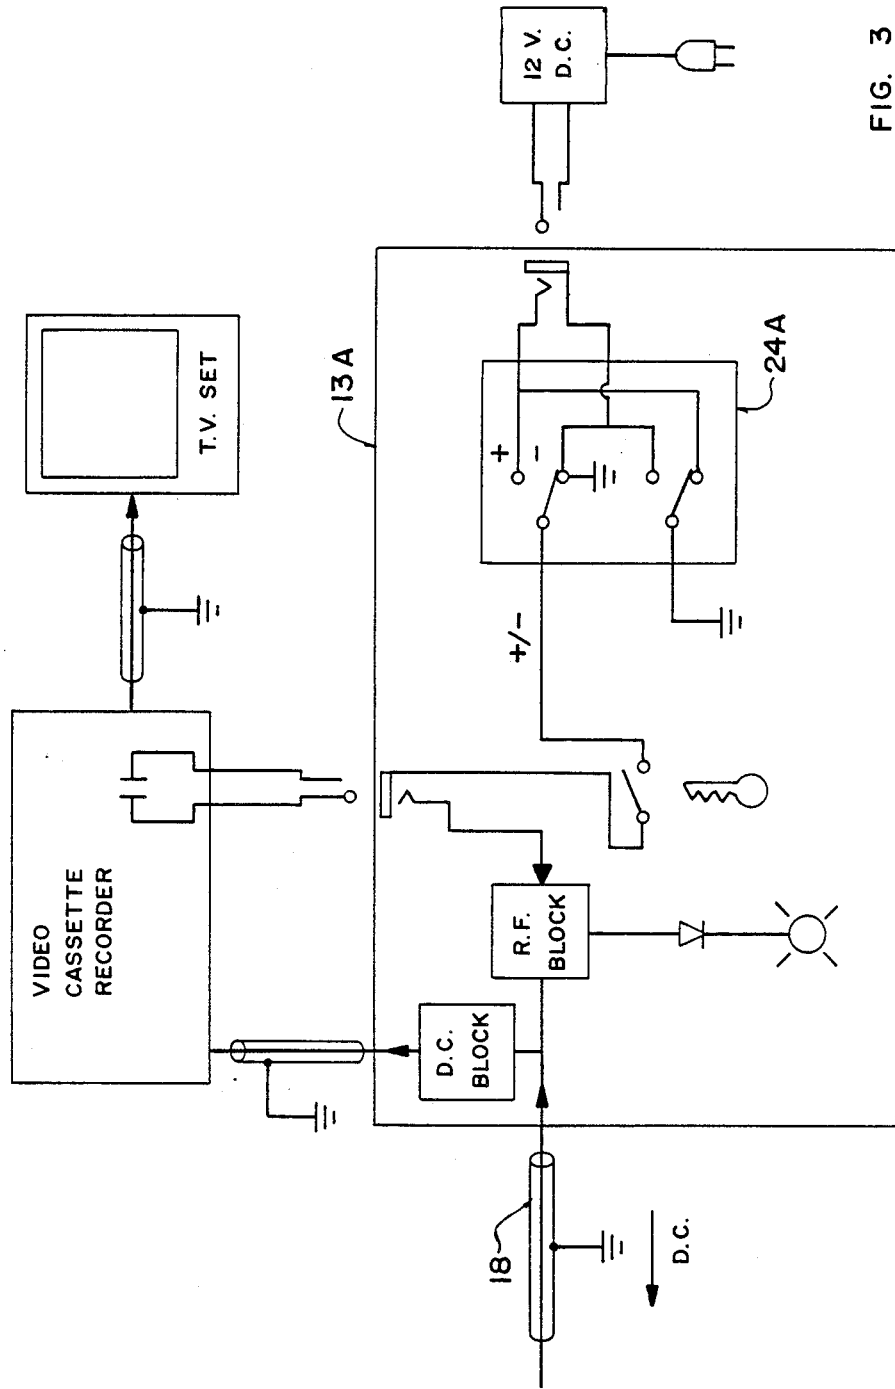 VIDEO
CASSETTE
RECORDER
T.V. SET
13A
12 V.
D.C.
D.C.
BLOCK
R.F.
BLOCK
+/-
+
-
24A
18
D.C.
FIG. 3